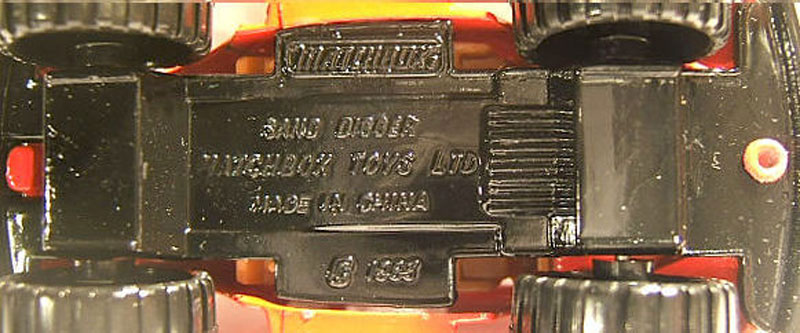 MATCHBOX
SAND DIGGER
MATCHBOX TOYS LTD
MADE IN CHINA
© 1983